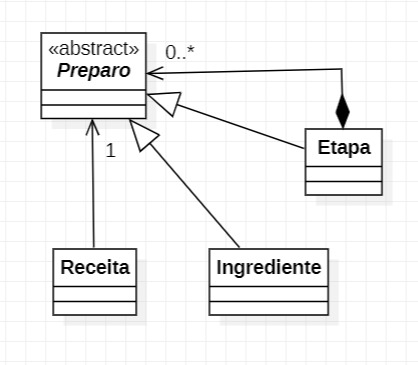 «abstract»
Preparo
0..*
Etapa
1
Receita
Ingrediente